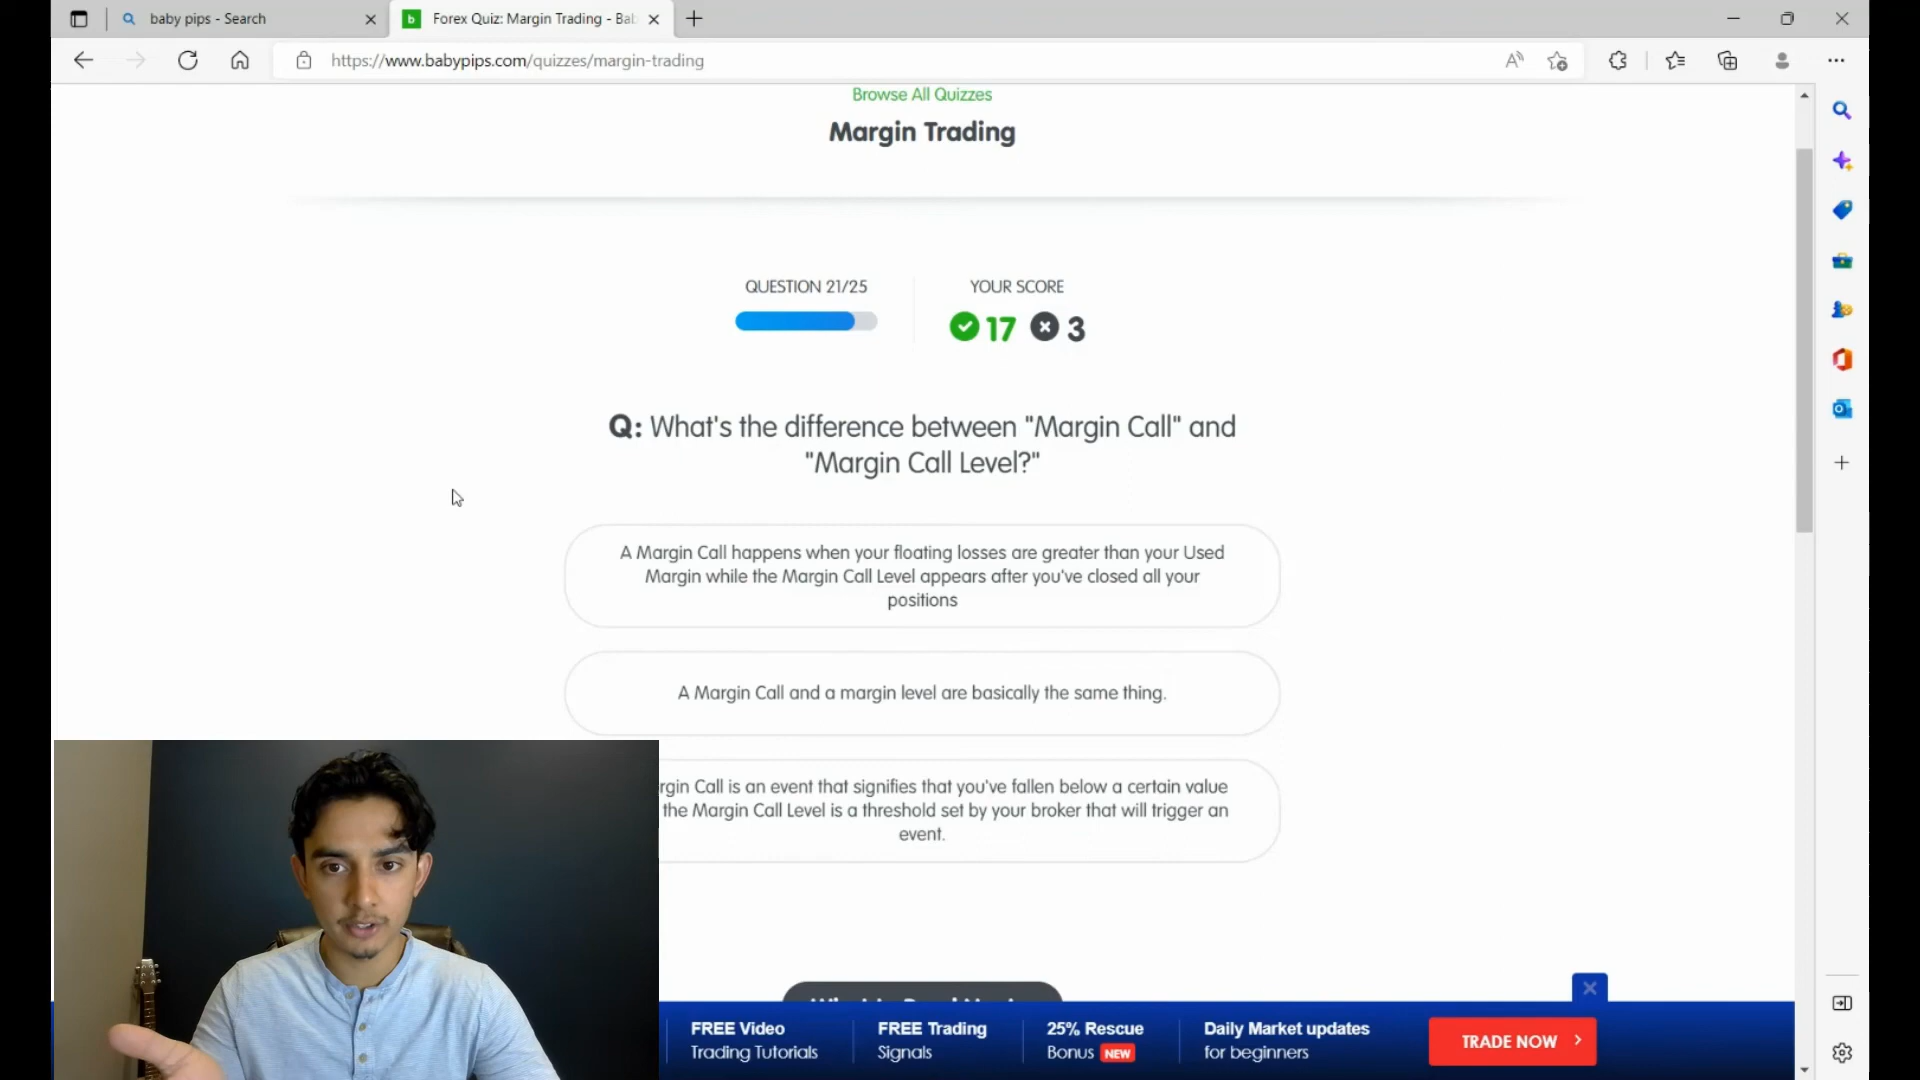 baby pips - Search
Forex Quiz: Margin Trading - Bab
https://www.babypips.com/quizzes/margin-trading
Browse All Quizzes
Margin Trading
QUESTION 21/25
YOUR SCORE
17 3
Q: What's the difference between "Margin Call" and
"Margin Call Level?"
A Margin Call happens when your floating losses are greater than your Used
Margin while the Margin Call Level appears after you've closed all your
positions
A Margin Call and a margin level are basically the same thing.
rgin Call is an event that signifies that you've fallen below a certain value
the Margin Call Level is a threshold set by your broker that will trigger an
event.
FREE Video
Trading Tutorials
FREE Trading
Signals
25% Rescue
Bonus NEW
Daily Market updates
for beginners
TRADE NOW